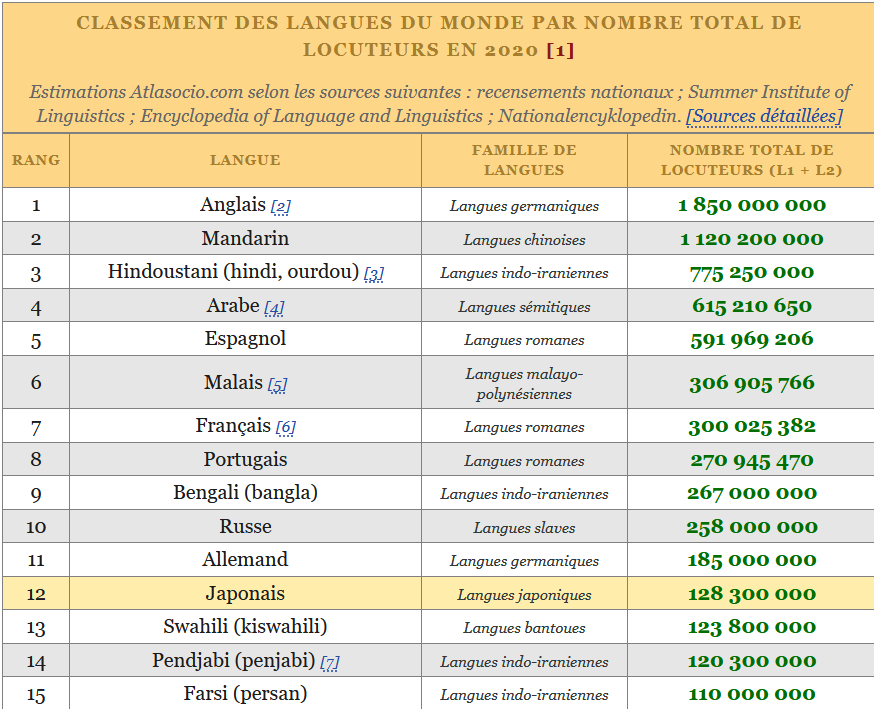 CLASSEMENT DES LANGUES DU MONDE PAR NOMBRE TOTAL DE
LOCUTEURS EN 2020 [1]
Estimations Atlasocio.com selon les sources suivantes : recensements nationaux ; Summer Institute of
Linguistics ; Encyclopedia of Language and Linguistics ; Nationalencyklopedin. [Sources détaillées]
RANG LANGUE FAMILLE DE LANGUES NOMBRE TOTAL DE LOCUTEURS (L1 + L2)
1 Anglais [2] Langues germaniques 1 850 000 000
2 Mandarin Langues chinoises 1 120 200 000
3 Hindoustani (hindi, ourdou) [3] Langues indo-iraniennes 775 250 000
4 Arabe [4] Langues sémitiques 615 210 650
5 Espagnol Langues romanes 591 969 206
6 Malais [5] Langues malayo-polynésiennes 306 905 766
7 Français [6] Langues romanes 300 025 382
8 Portugais Langues romanes 270 945 470
9 Bengali (bangla) Langues indo-iraniennes 267 000 000
10 Russe Langues slaves 258 000 000
11 Allemand Langues germaniques 185 000 000
12 Japonais Langues japoniques 128 300 000
13 Swahili (kiswahili) Langues bantoues 123 800 000
14 Pendjabi (penjabi) [7] Langues indo-iraniennes 120 300 000
15 Farsi (persan) Langues indo-iraniennes 110 000 000